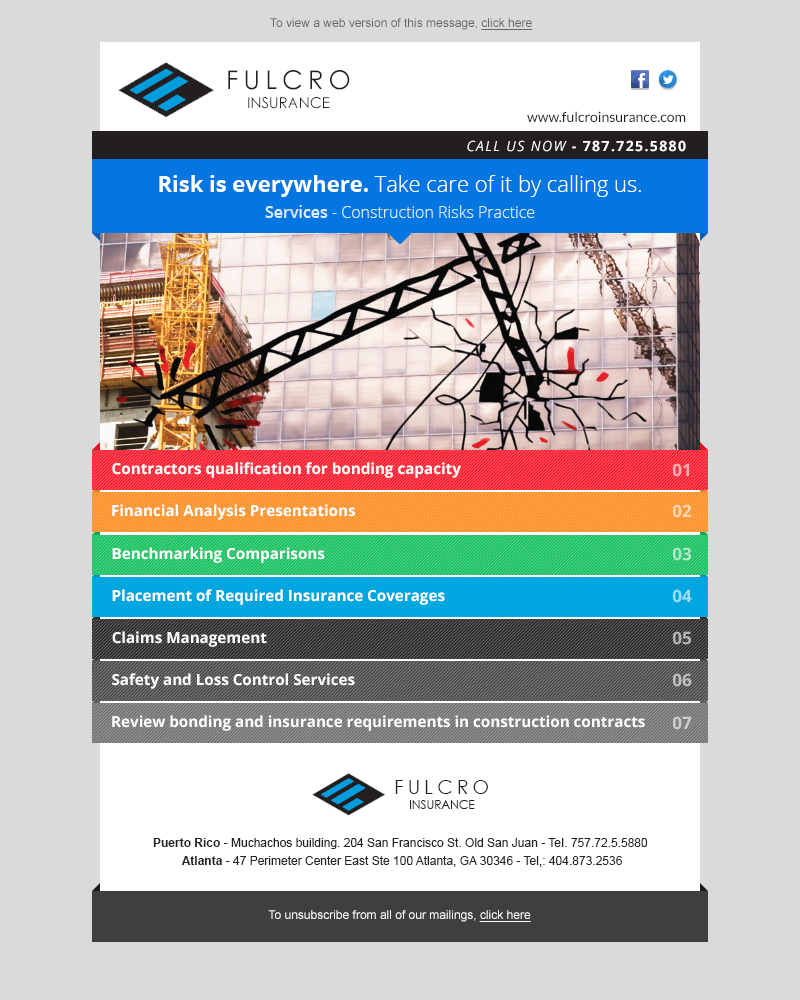 To view a web version of this message, click here
FULCRO
INSURANCE
www.fulcroinsurance.com
CALL US NOW - 787.725.5880
Risk is everywhere. Take care of it by calling us.
Services - Construction Risks Practice
Contractors qualification for bonding capacity 01
Financial Analysis Presentations 02
Benchmarking Comparisons 03
Placement of Required Insurance Coverages 04
Claims Management 05
Safety and Loss Control Services 06
Review bonding and insurance requirements in construction contracts 07
FULCRO
INSURANCE
Puerto Rico - Muchachos building. 204 San Francisco St. Old San Juan - Tel. 757.72.5.5880
Atlanta - 47 Perimeter Center East Ste 100 Atlanta, GA 30346 - Tel,: 404.873.2536
To unsubscribe from all of our mailings, click here